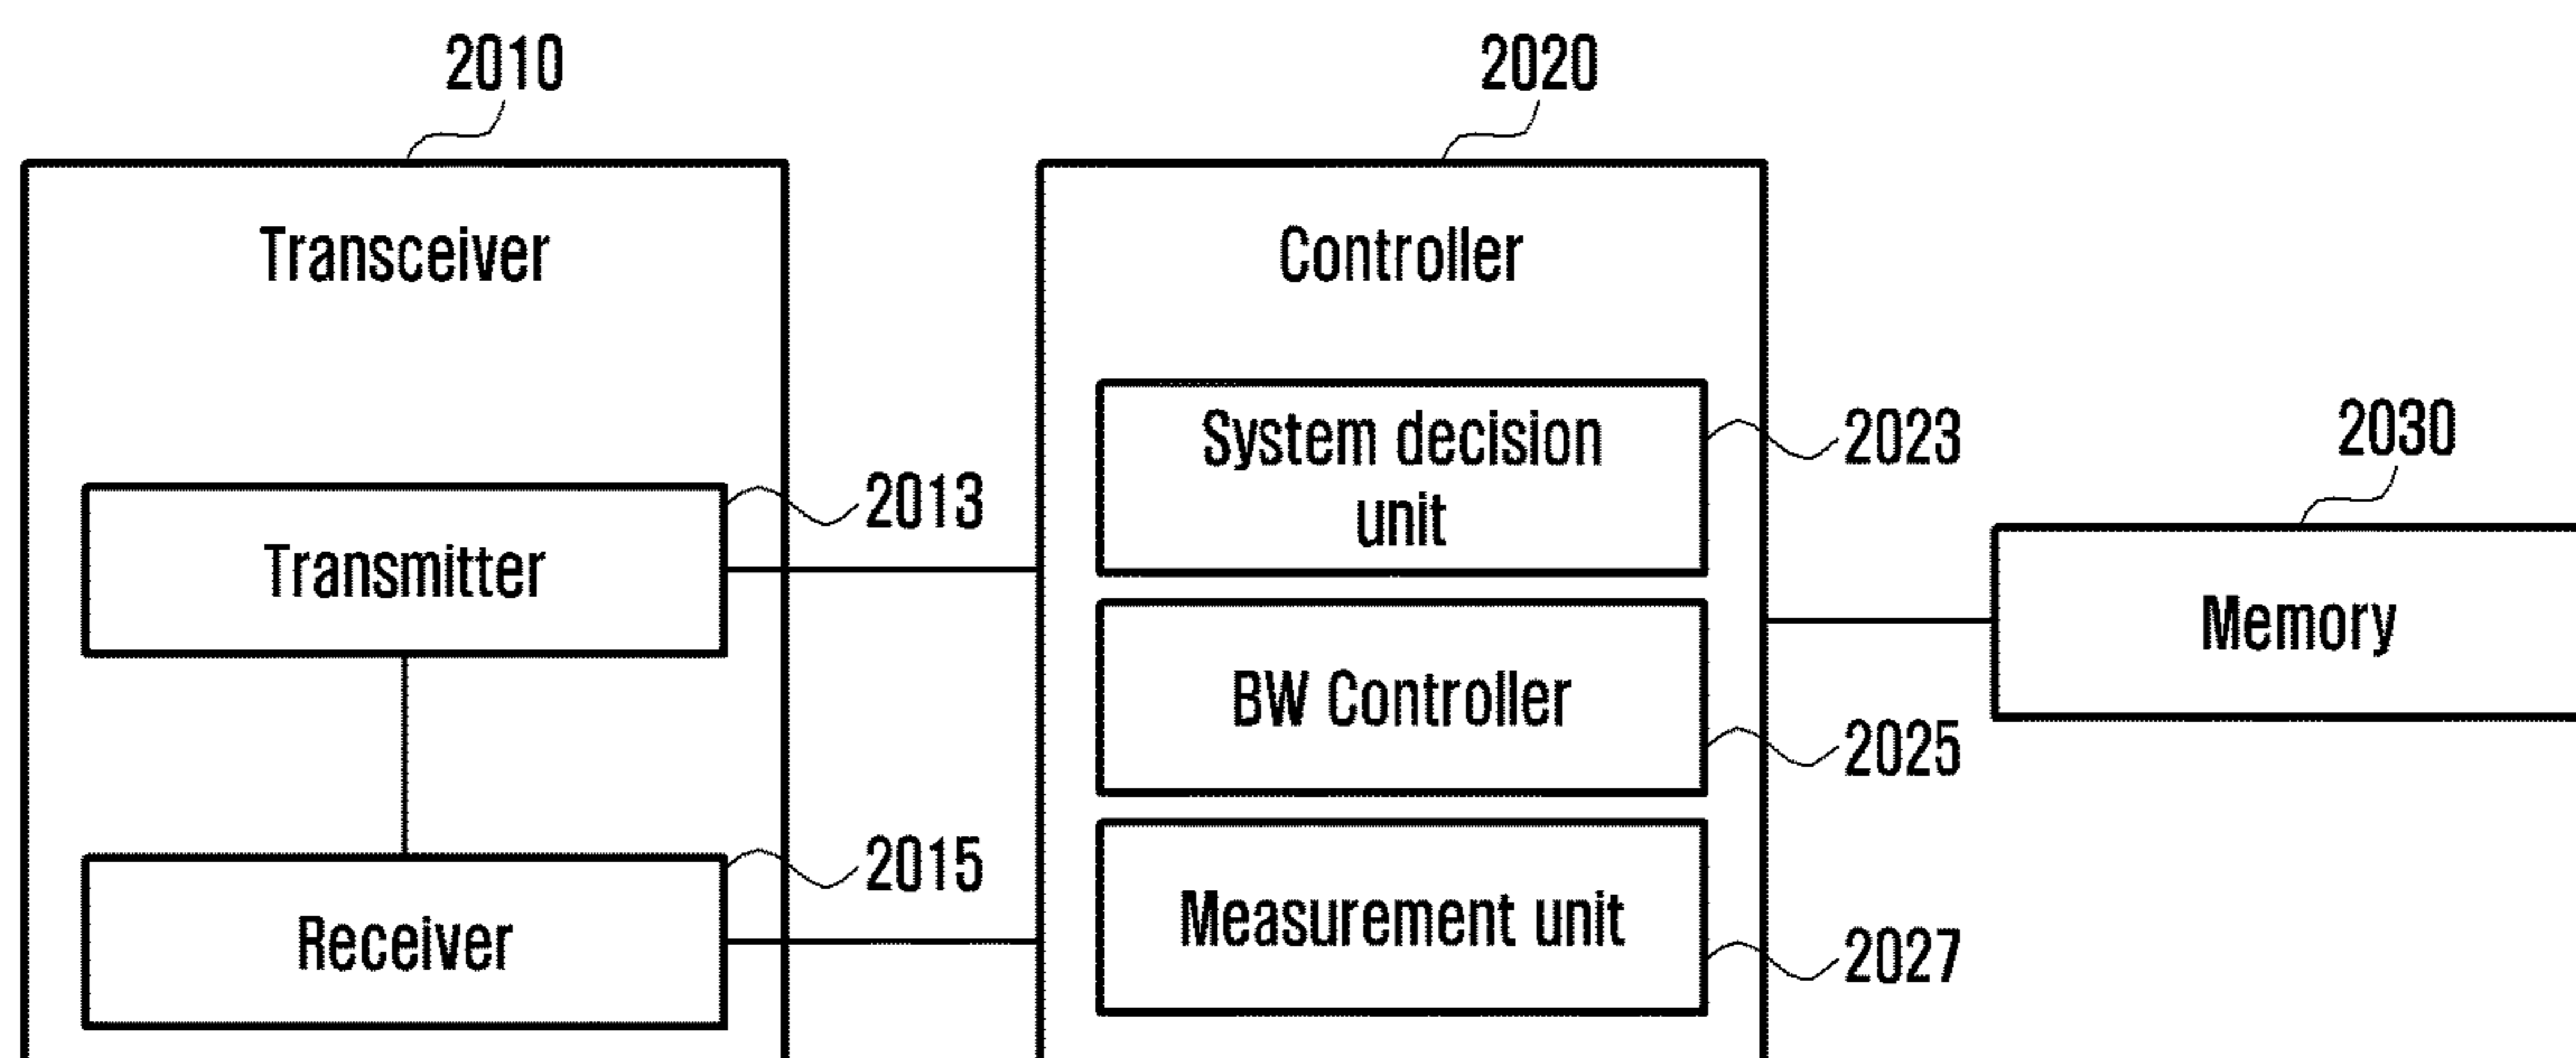 2010
2020
Transceiver
Controller
System decision
unit
2023
2030
2013
Transmitter
Memory
BW Controller
2025
2015
Receiver
Measurement unit
2027